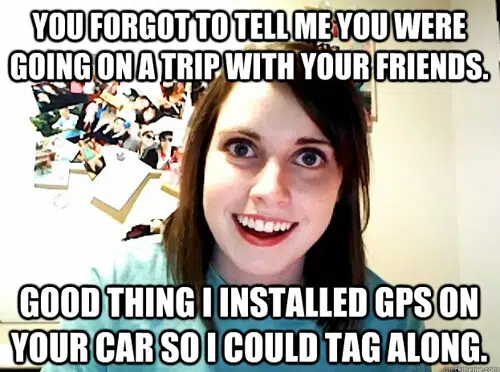 YOU FORGOT TO TELL ME YOU WERE
GOING ON A TRIP WITH YOUR FRIENDS.
GOOD THING I INSTALLED GPS ON
YOUR CAR SO I COULD TAG ALONG.